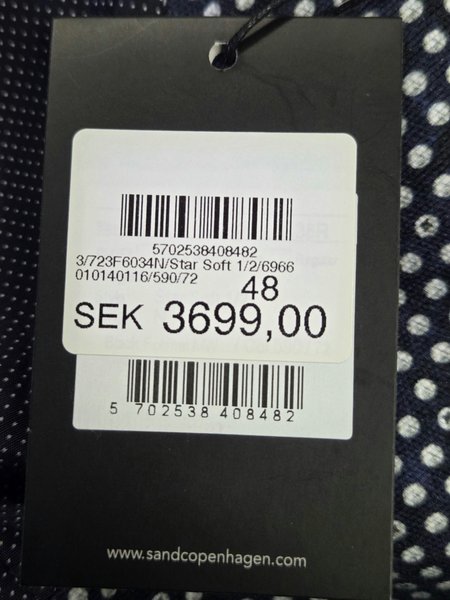 5702538408482
3/723F6034N/Star Soft 1/2/6966
010140116/590/72
48
SEK 3699,00
5 702538 408482
www.sandcopenhagen.com